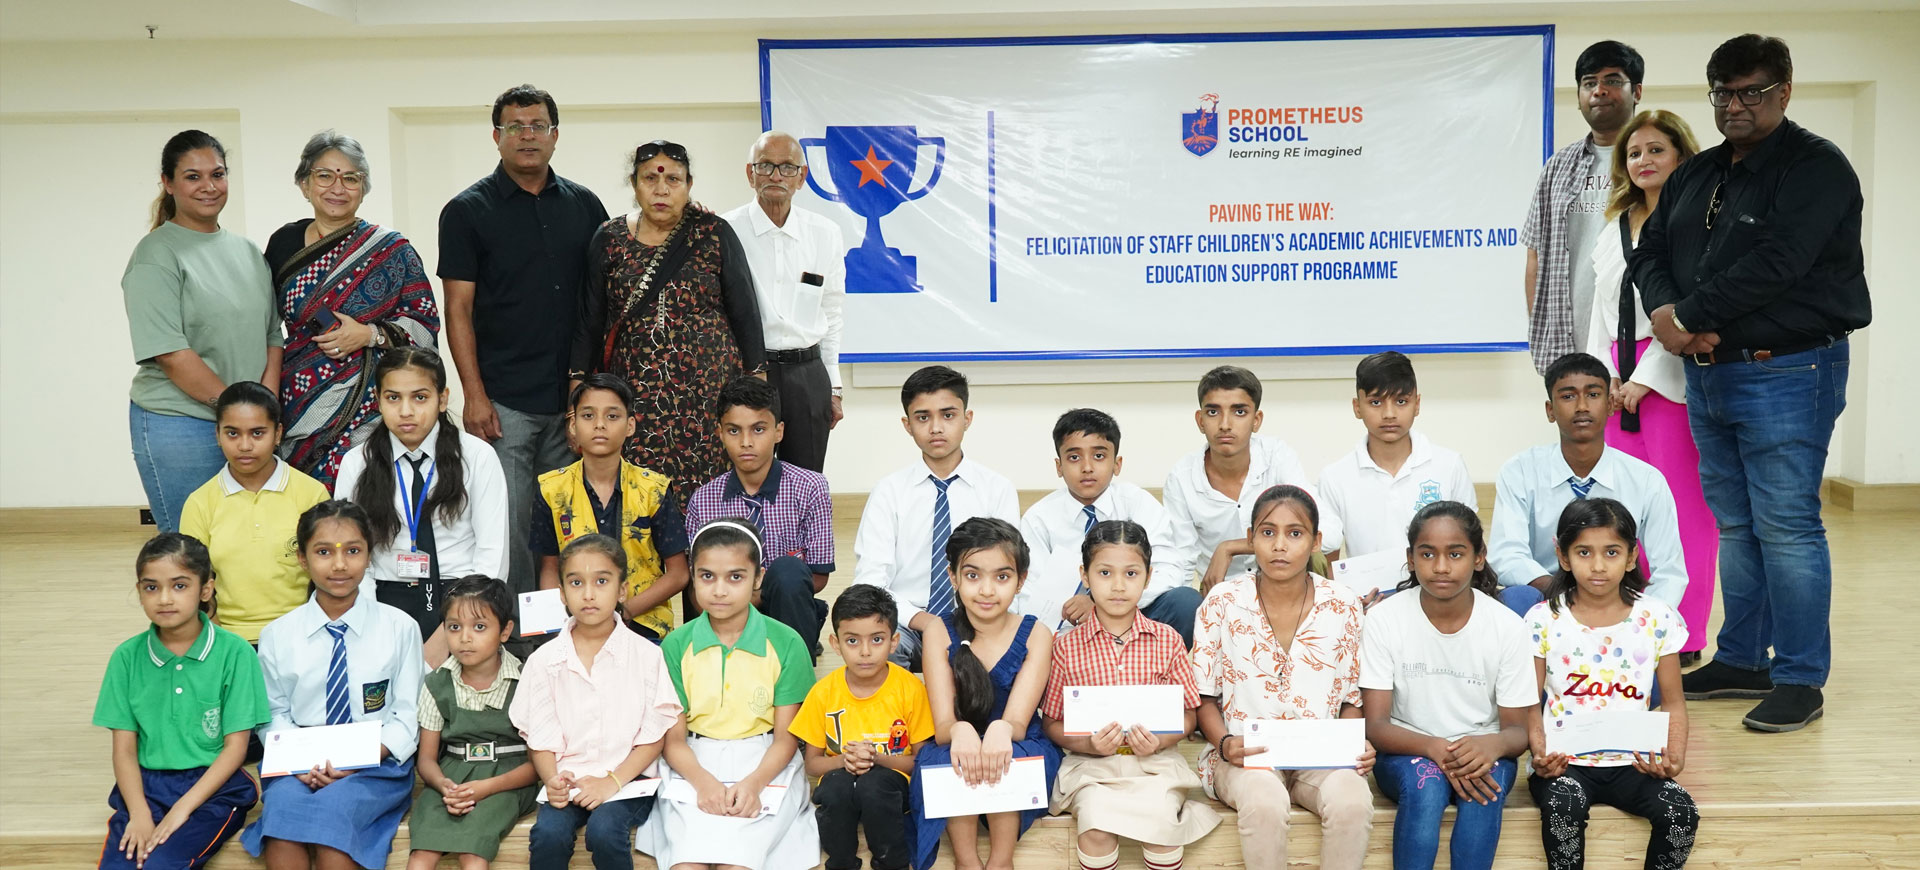 PROMETHEUS
SCHOOL
learning RE imagined
PAVING THE WAY:
FELICITATION OF STAFF CHILDREN'S ACADEMIC ACHIEVEMENTS AND
EDUCATION SUPPORT PROGRAMME
UVS
ALLIANCE
Zara